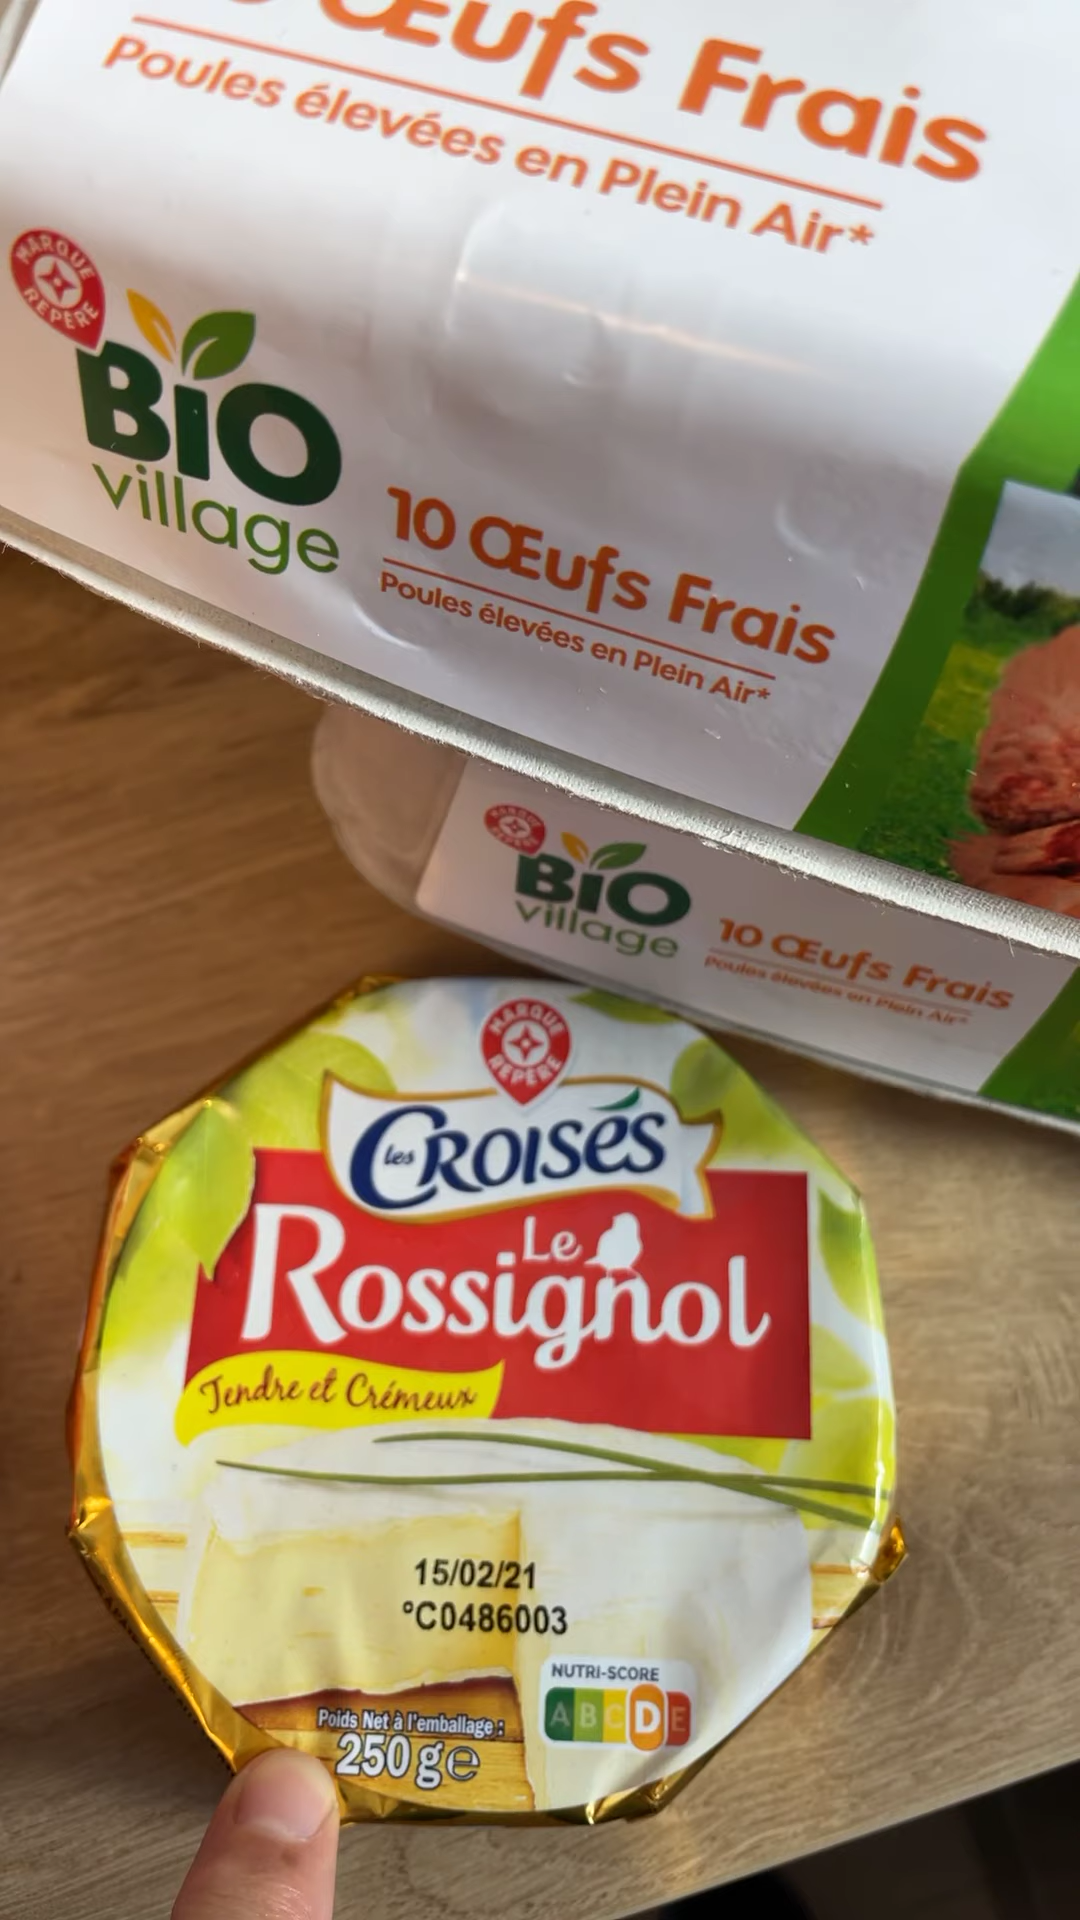 Œufs Frais
Poules élevées en Plein Air*
MARQUE REPÈRE
BiO
village
10 Œufs Frais
Poules élevées en Plein Air*
MARQUE REPÈRE
BiO
village
10 Œufs Frais
Poules élevées en Plein Air*
MARQUE REPÈRE
les CROISÉS
Le
Rossignol
Tendre et Crémeux
15/02/21
°C0486003
NUTRI-SCORE
A B C D E
Poids Net à l'emballage :
250 g e